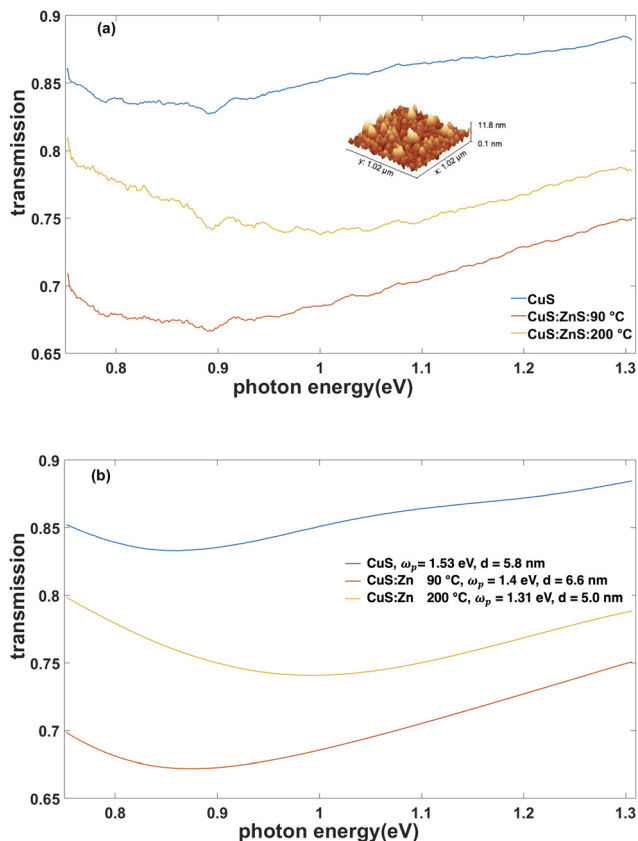 0.9
(a)
0.85
0.8
0.75
0.7
0.65
transmission
11.8 nm
0.1 nm
y: 1.02 µm
x: 1.02 µm
CuS
CuS:ZnS:90 °C
CuS:ZnS:200 °C
0.8 0.9 1 1.1 1.2 1.3
photon energy(eV)
0.9
(b)
0.85
0.8
0.75
0.7
0.65
transmission
CuS, ωp= 1.53 eV, d = 5.8 nm
CuS:Zn 90 °C, ωp = 1.4 eV, d = 6.6 nm
CuS:Zn 200 °C, ωp = 1.31 eV, d = 5.0 nm
0.8 0.9 1 1.1 1.2 1.3
photon energy(eV)